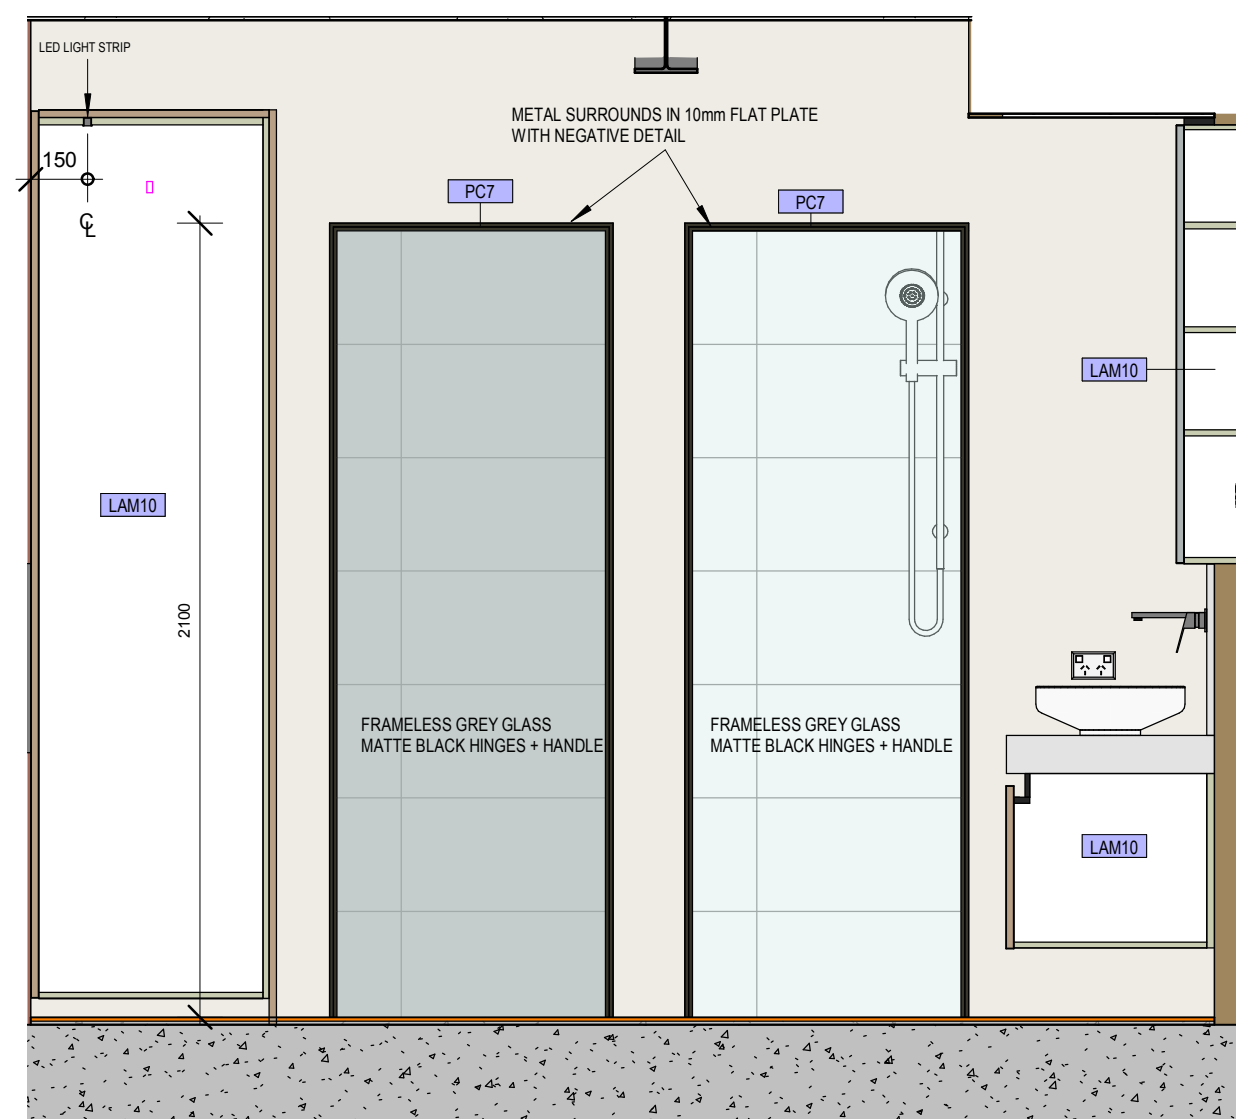 LED LIGHT STRIP
METAL SURROUNDS IN 10mm FLAT PLATE
WITH NEGATIVE DETAIL
150
PC7
PC7
℄
LAM10
LAM10
2100
FRAMELESS GREY GLASS
MATTE BLACK HINGES + HANDLE
FRAMELESS GREY GLASS
MATTE BLACK HINGES + HANDLE
LAM10